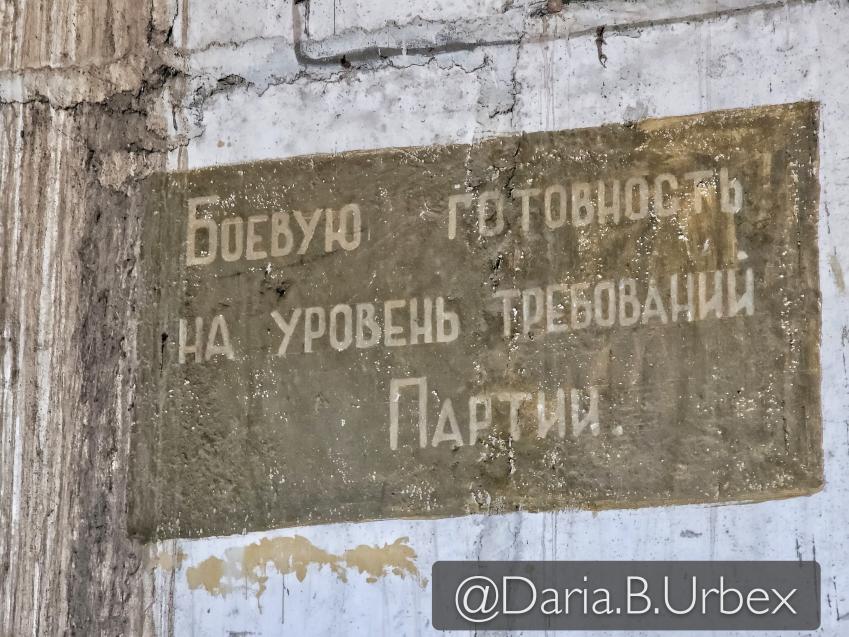 Боевую готовность
на уровень требований
Партии.
@Daria.B.Urbex